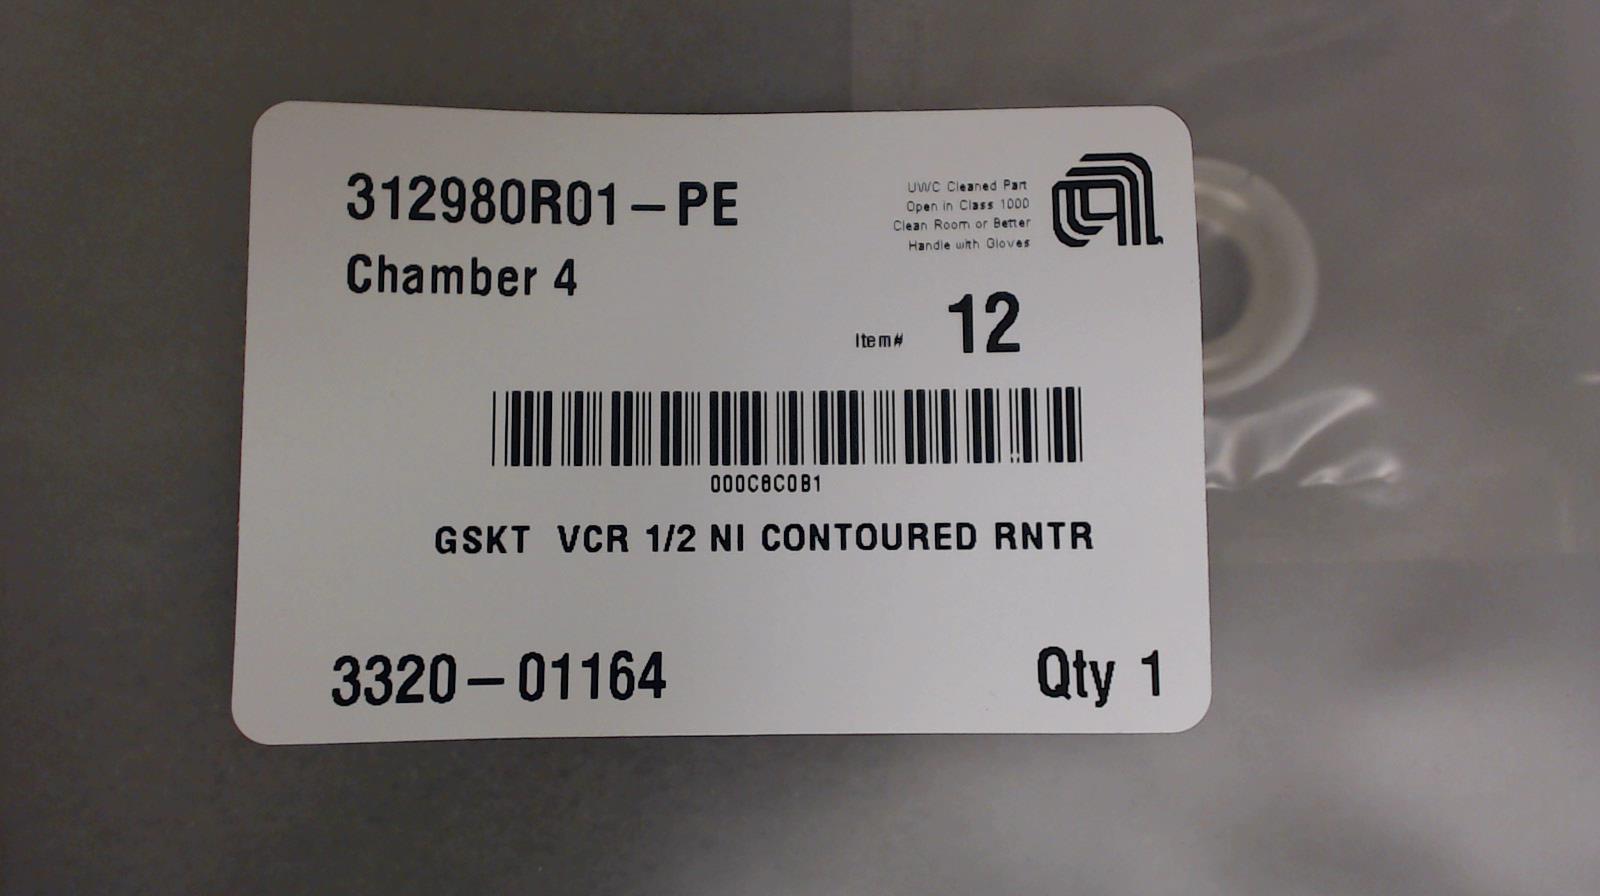 312980R01-PE
Chamber 4
UWC Cleaned Part
Open in Class 1000
Clean Room or Better
Handle with Gloves
Item# 12
000C8C0B1
GSKT VCR 1/2 NI CONTOURED RNTR
3320-01164
Qty 1